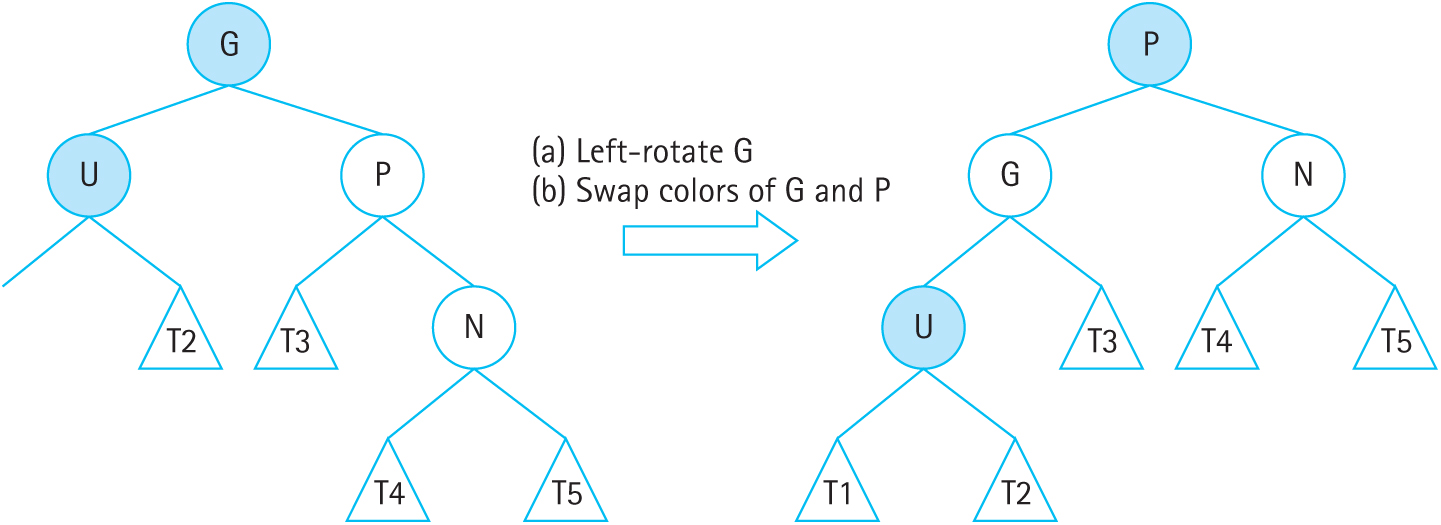 G
P
(a) Left-rotate G
(b) Swap colors of G and P
U
P
G
N
T2
T3
N
U
T3
T4
T5
T4
T5
T1
T2